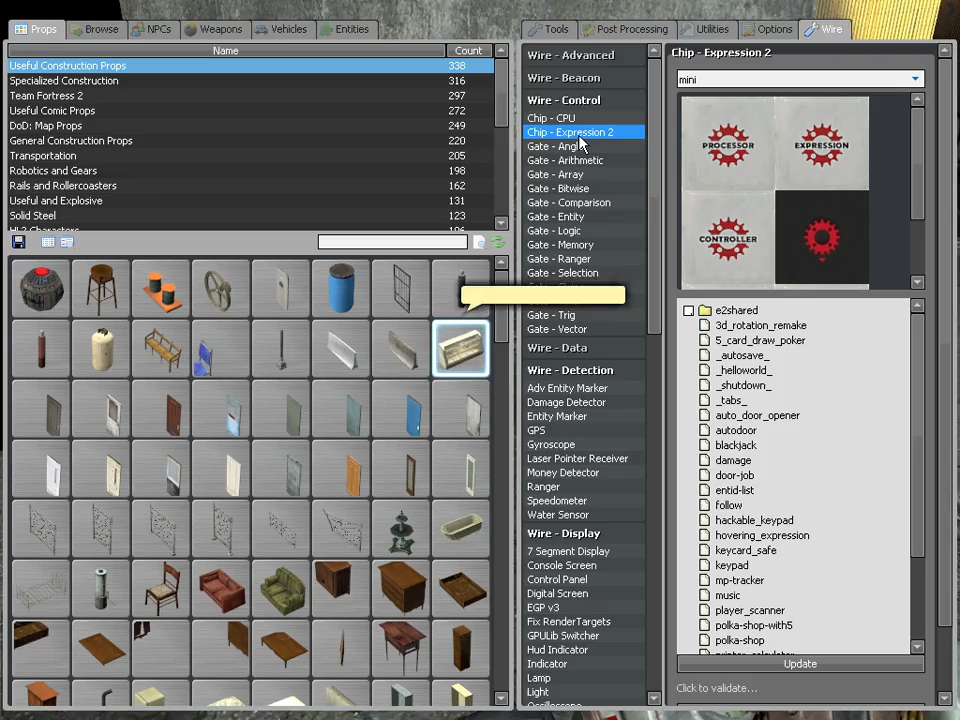 Props
Browse
NPCs
Weapons
Vehicles
Entities
Name
Count
Useful Construction Props 338
Specialized Construction 316
Team Fortress 2 297
Useful Comic Props 272
DoD: Map Props 249
General Construction Props 220
Transportation 205
Robotics and Gears 198
Rails and Rollercoasters 162
Useful and Explosive 131
Solid Steel 123
Tools
Post Processing
Utilities
Options
Wire
Wire - Advanced
Wire - Beacon
Wire - Control
Chip - CPU
Chip - Expression 2
Gate - Angle
Gate - Arithmetic
Gate - Array
Gate - Bitwise
Gate - Comparison
Gate - Entity
Gate - Logic
Gate - Memory
Gate - Ranger
Gate - Selection
Gate - Trig
Gate - Vector
Wire - Data
Wire - Detection
Adv Entity Marker
Damage Detector
Entity Marker
GPS
Gyroscope
Laser Pointer Receiver
Money Detector
Ranger
Speedometer
Water Sensor
Wire - Display
7 Segment Display
Console Screen
Control Panel
Digital Screen
EGP v3
Fix RenderTargets
GPULib Switcher
Hud Indicator
Indicator
Lamp
Light
Chip - Expression 2
mini
PROCESSOR
EXPRESSION
CONTROLLER
e2shared
3d_rotation_remake
5_card_draw_poker
_autosave_
_helloworld_
_shutdown_
_tabs_
auto_door_opener
autodoor
blackjack
damage
door-job
entid-list
follow
hackable_keypad
hovering_expression
keycard_safe
keypad
mp-tracker
music
player_scanner
polka-shop-with5
polka-shop
Update
Click to validate...